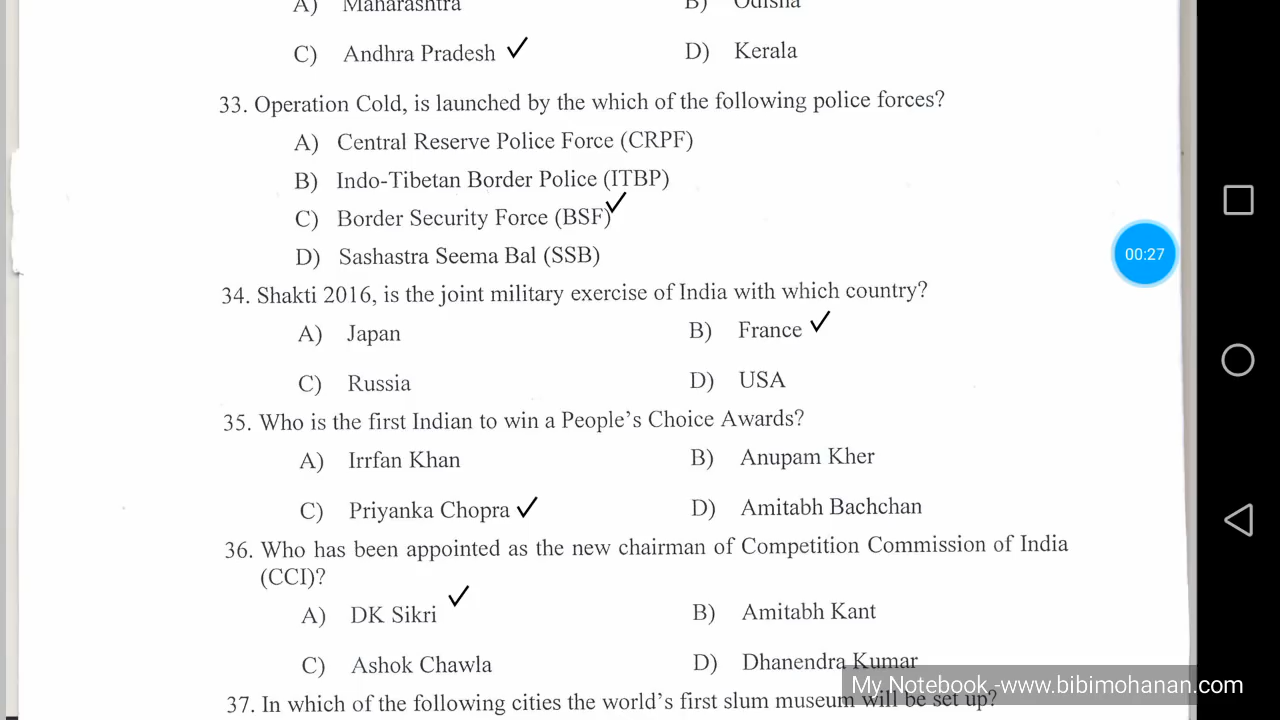 A) Maharashtra B) Odisha
C) Andhra Pradesh ✓ D) Kerala
33. Operation Cold, is launched by the which of the following police forces?
A) Central Reserve Police Force (CRPF)
B) Indo-Tibetan Border Police (ITBP)
C) Border Security Force (BSF) ✓
D) Sashastra Seema Bal (SSB)
00:27
34. Shakti 2016, is the joint military exercise of India with which country?
A) Japan B) France ✓
C) Russia D) USA
35. Who is the first Indian to win a People's Choice Awards?
A) Irrfan Khan B) Anupam Kher
C) Priyanka Chopra ✓ D) Amitabh Bachchan
36. Who has been appointed as the new chairman of Competition Commission of India
(CCI)?
A) DK Sikri ✓ B) Amitabh Kant
C) Ashok Chawla D) Dhanendra Kumar
My Notebook -www.bibimohanan.com
37. In which of the following cities the world's first slum museum will be set up?